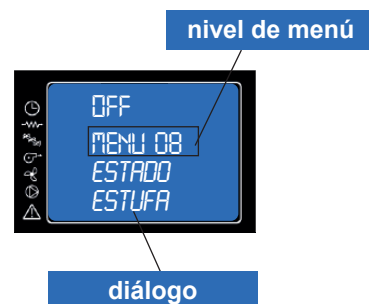 nivel de menú
OFF
MENU 08
ESTADO
ESTUFA
diálogo